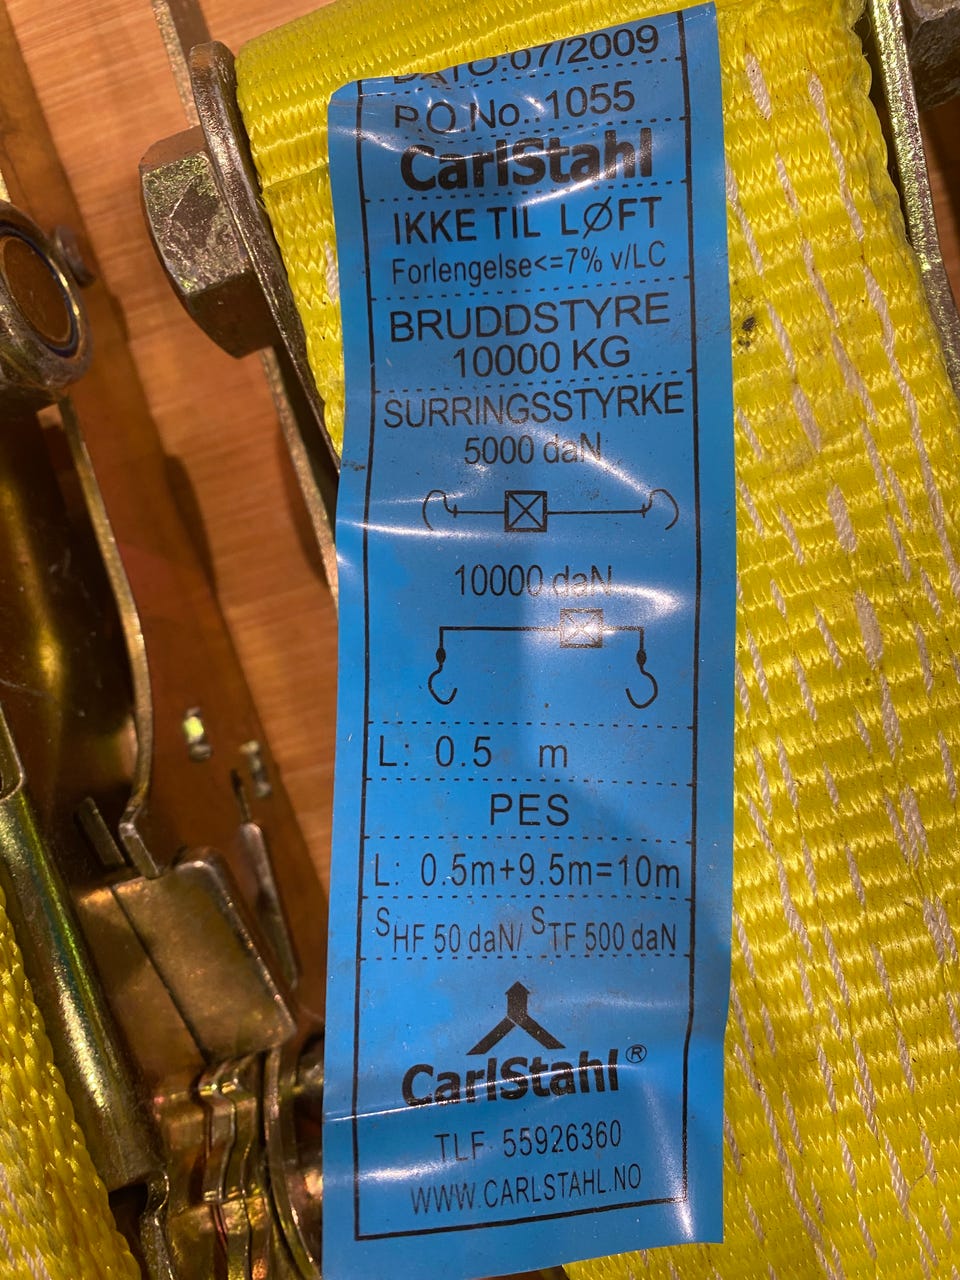 DATO:07/2009
P.O.No.:1055
CarlStahl
IKKE TIL LØFT
Forlengelse<=7% v/LC
BRUDDSTYRE
10000 KG
SURRINGSSTYRKE
5000 daN
10000 daN
L: 0.5 m
PES
L: 0.5m+9.5m=10m
SHF 50 daN/ STF 500 daN
CarlStahl®
TLF 55926360
WWW.CARLSTAHL.NO